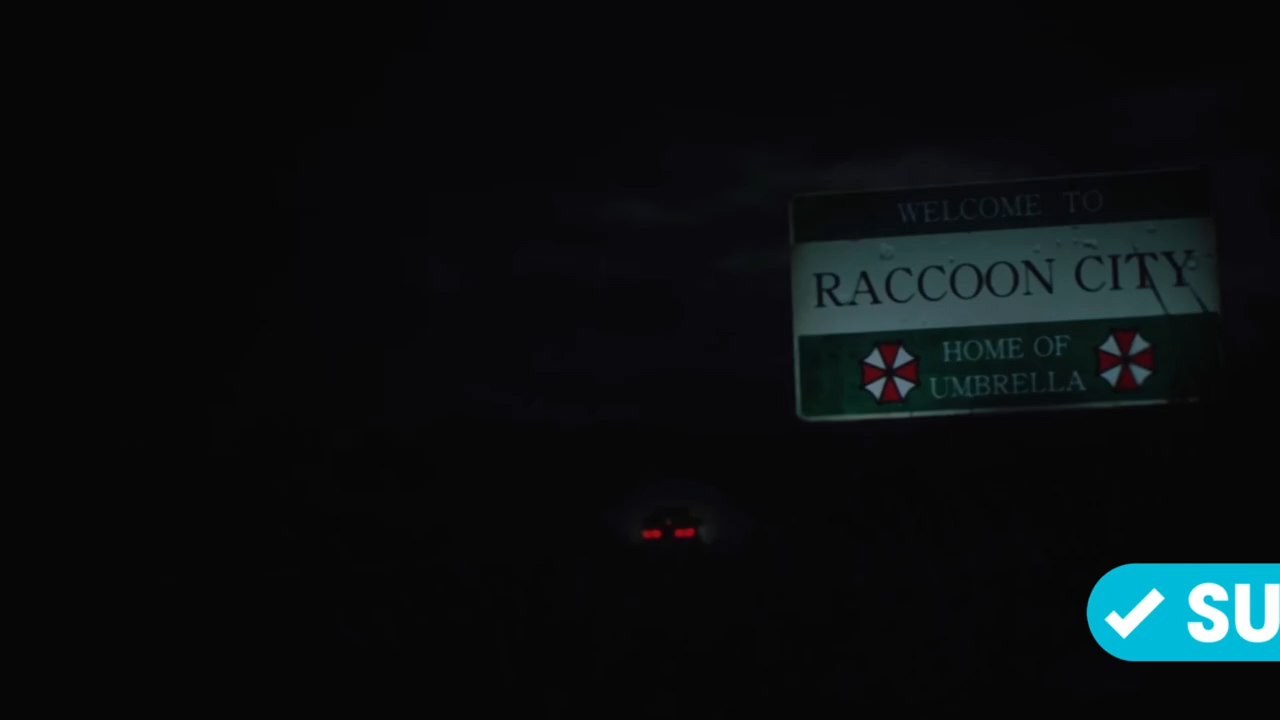 WELCOME TO
RACCOON CITY
HOME OF
UMBRELLA
SU